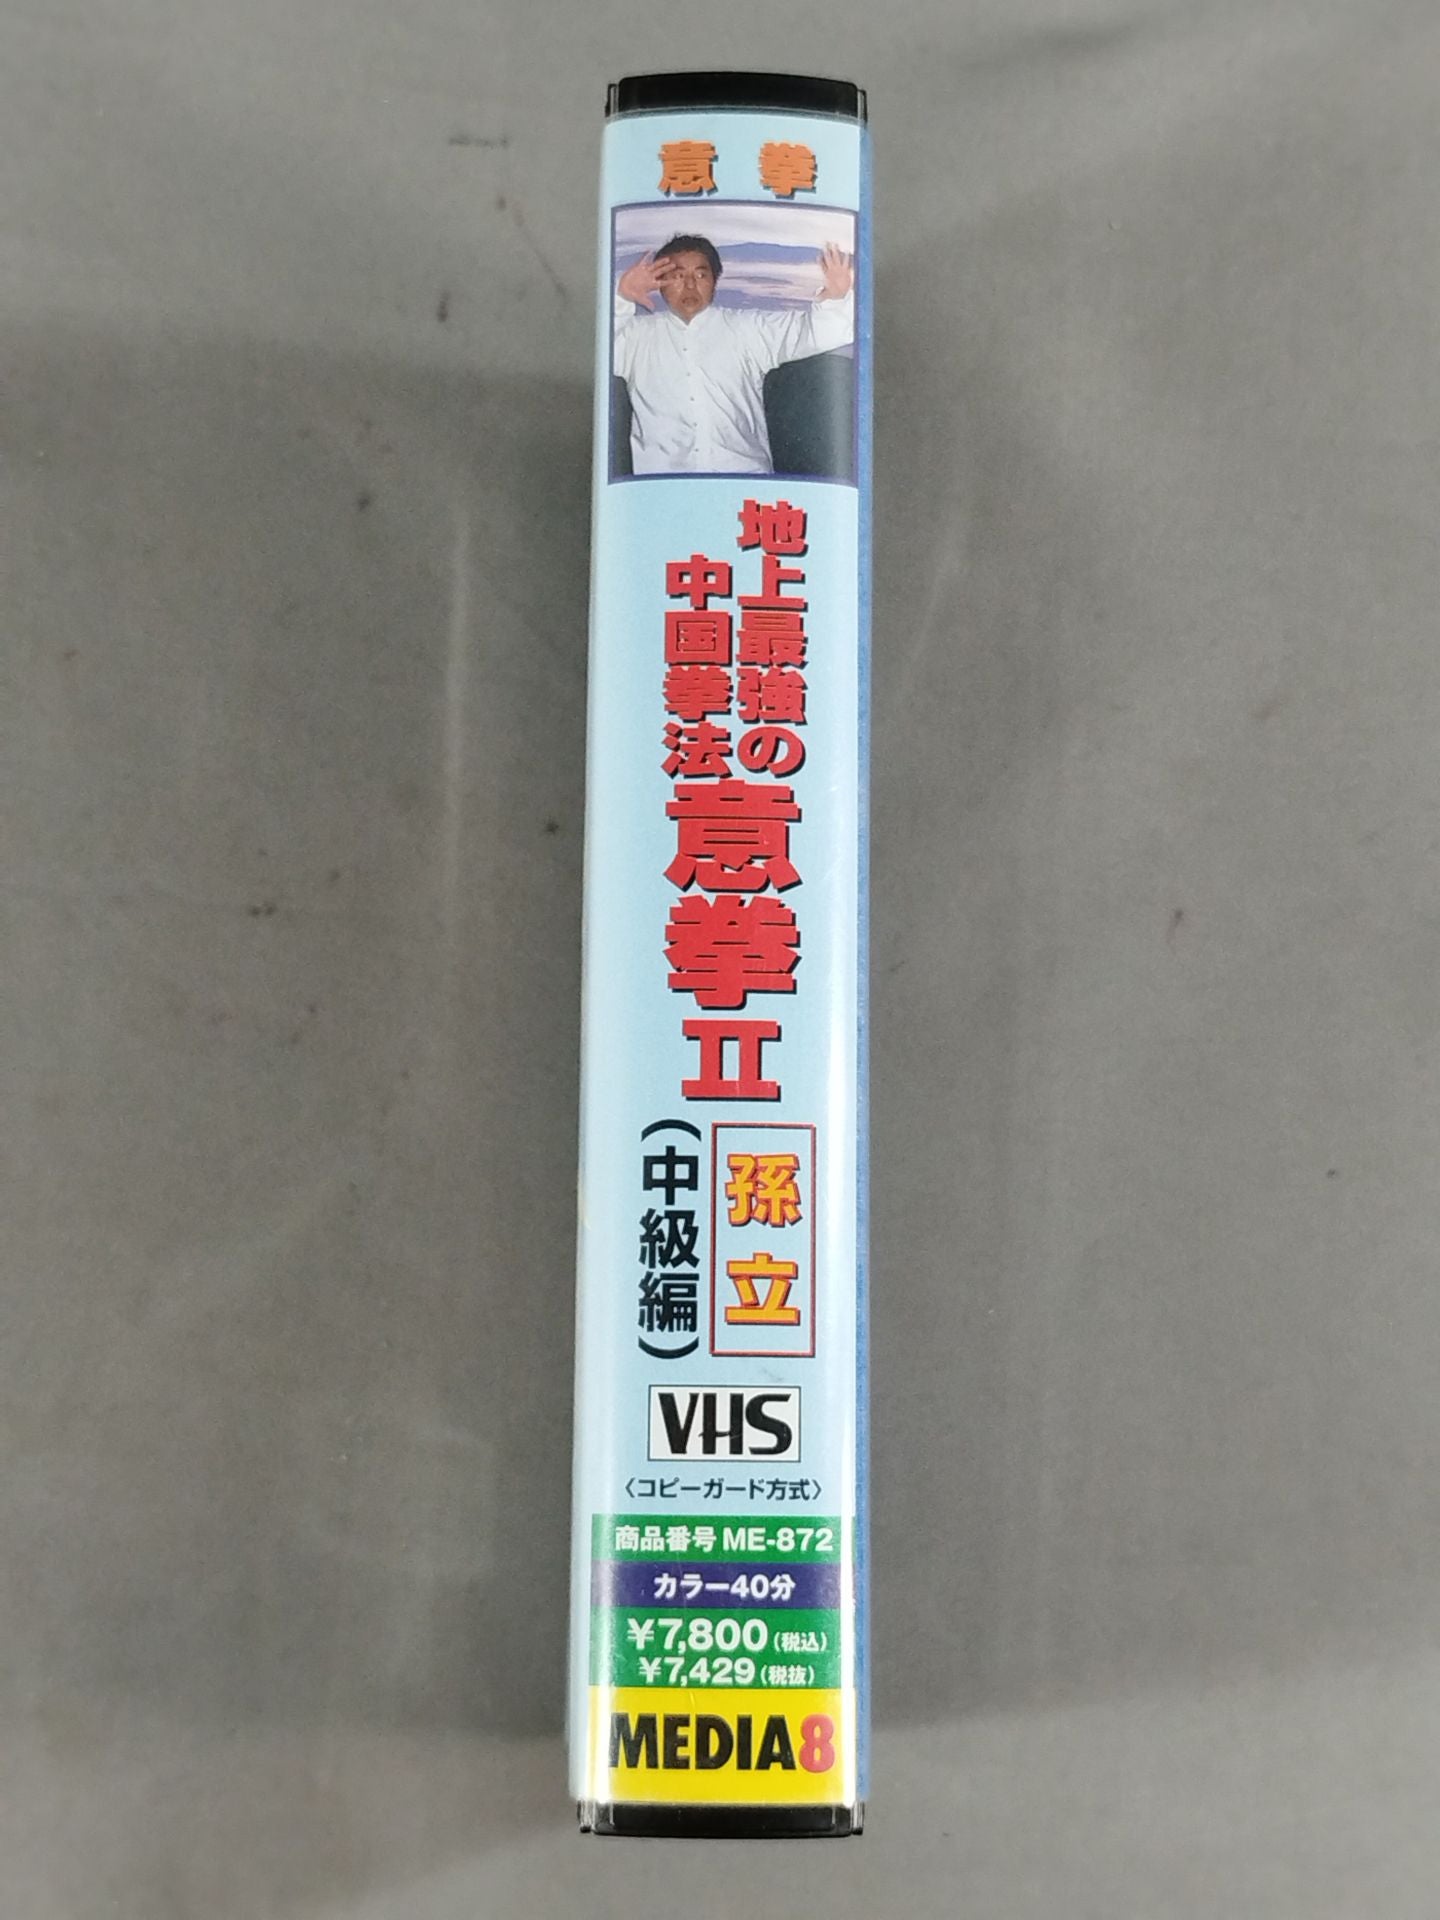 意拳
地上最強の
中国拳法
意拳II
孫立
(中級編)
VHS
〈コピーガード方式〉
商品番号 ME-872
カラー40分
¥7,800(税込)
¥7,429(税抜)
MEDIA8